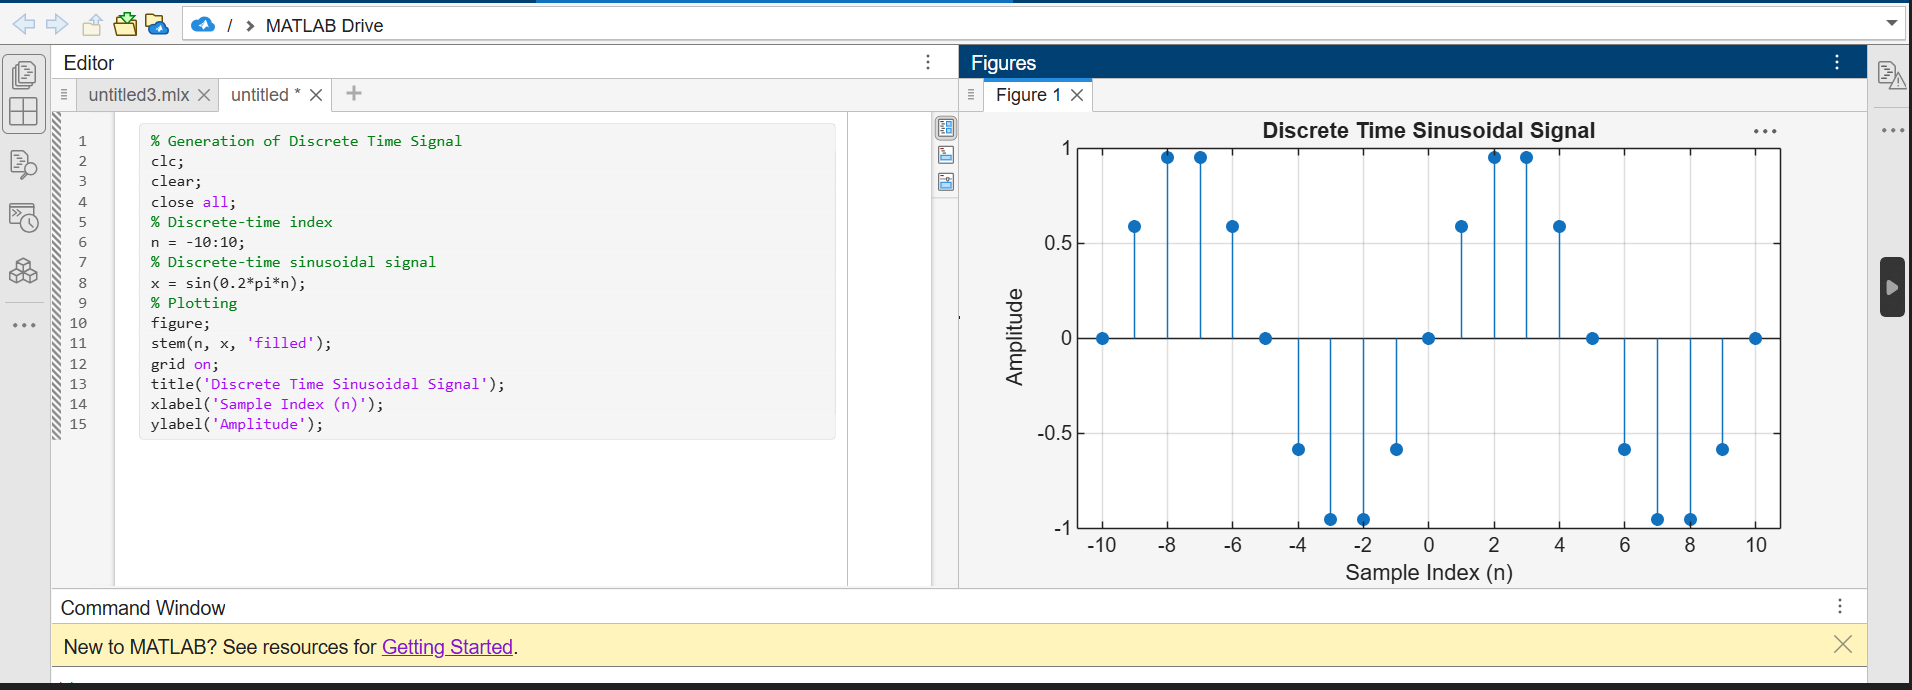 / > MATLAB Drive
Editor
untitled3.mlx
untitled *
1 % Generation of Discrete Time Signal
2 clc;
3 clear;
4 close all;
5 % Discrete-time index
6 n = -10:10;
7 % Discrete-time sinusoidal signal
8 x = sin(0.2*pi*n);
9 % Plotting
10 figure;
11 stem(n, x, 'filled');
12 grid on;
13 title('Discrete Time Sinusoidal Signal');
14 xlabel('Sample Index (n)');
15 ylabel('Amplitude');
Figures
Figure 1
Discrete Time Sinusoidal Signal
1
0.5
0
-0.5
-1
Amplitude
-10 -8 -6 -4 -2 0 2 4 6 8 10
Sample Index (n)
Command Window
New to MATLAB? See resources for Getting Started.